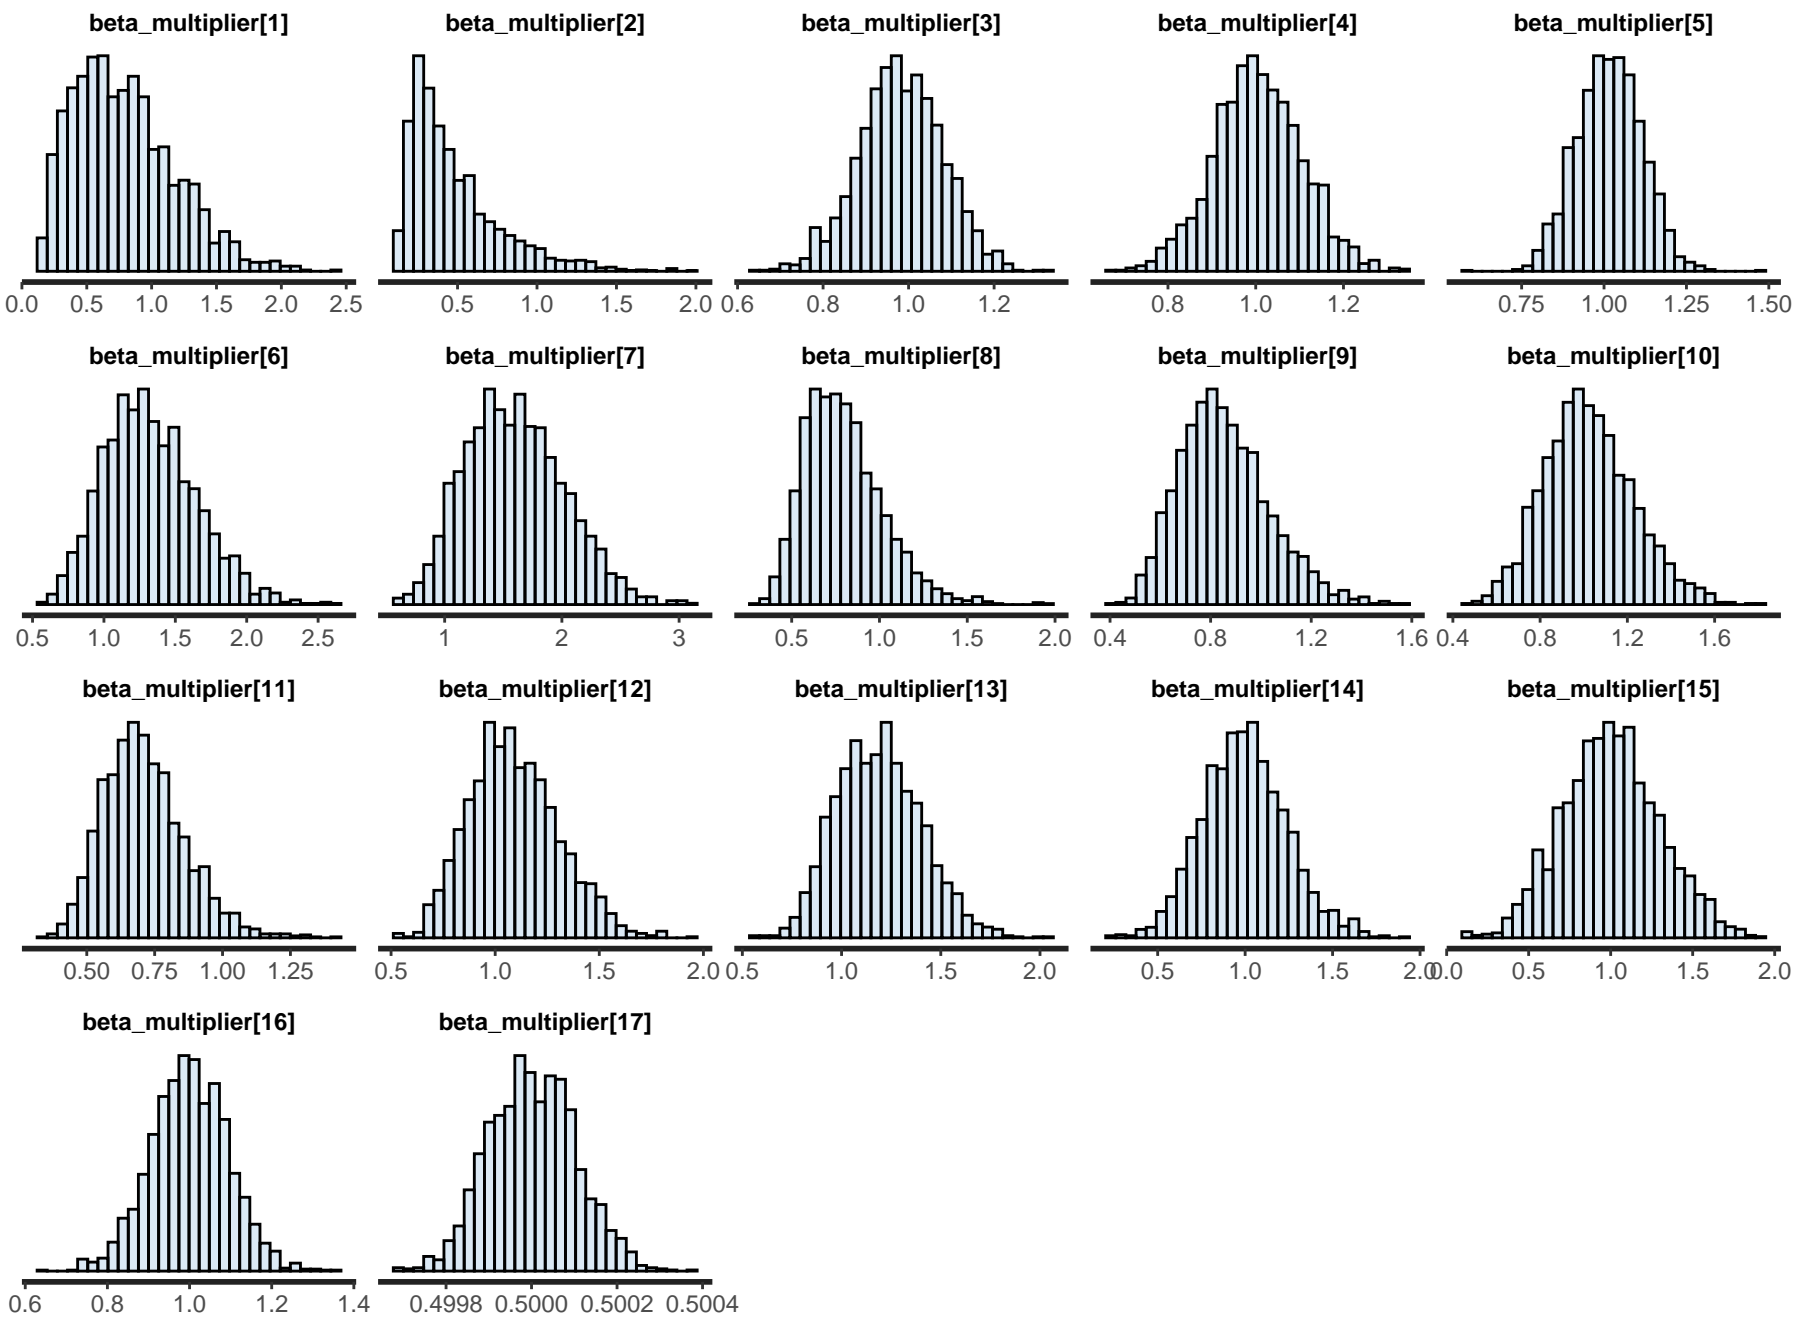 beta_multiplier[1] beta_multiplier[2] beta_multiplier[3] beta_multiplier[4] beta_multiplier[5]
0.0 0.5 1.0 1.5 2.0 2.5 0.5 1.0 1.5 2.0 0.6 0.8 1.0 1.2 0.8 1.0 1.2 0.75 1.00 1.25 1.50
beta_multiplier[6] beta_multiplier[7] beta_multiplier[8] beta_multiplier[9] beta_multiplier[10]
0.5 1.0 1.5 2.0 2.5 1 2 3 0.5 1.0 1.5 2.0 0.4 0.8 1.2 1.6 0.4 0.8 1.2 1.6
beta_multiplier[11] beta_multiplier[12] beta_multiplier[13] beta_multiplier[14] beta_multiplier[15]
0.50 0.75 1.00 1.25 0.5 1.0 1.5 2.0 0.5 1.0 1.5 2.0 0.5 1.0 1.5 2.0 0.0 0.5 1.0 1.5 2.0
beta_multiplier[16] beta_multiplier[17]
0.6 0.8 1.0 1.2 1.4 0.4998 0.5000 0.5002 0.5004